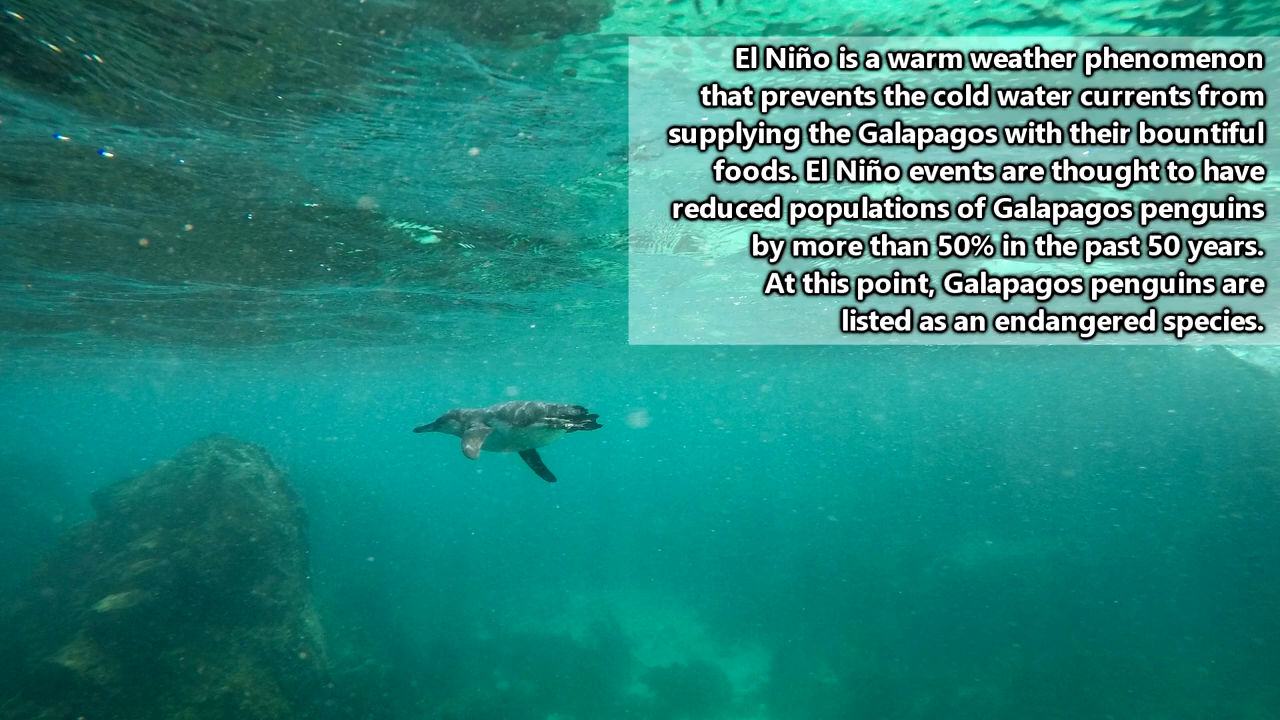 El Niño is a warm weather phenomenon
that prevents the cold water currents from
supplying the Galapagos with their bountiful
foods. El Niño events are thought to have
reduced populations of Galapagos penguins
by more than 50% in the past 50 years.
At this point, Galapagos penguins are
listed as an endangered species.